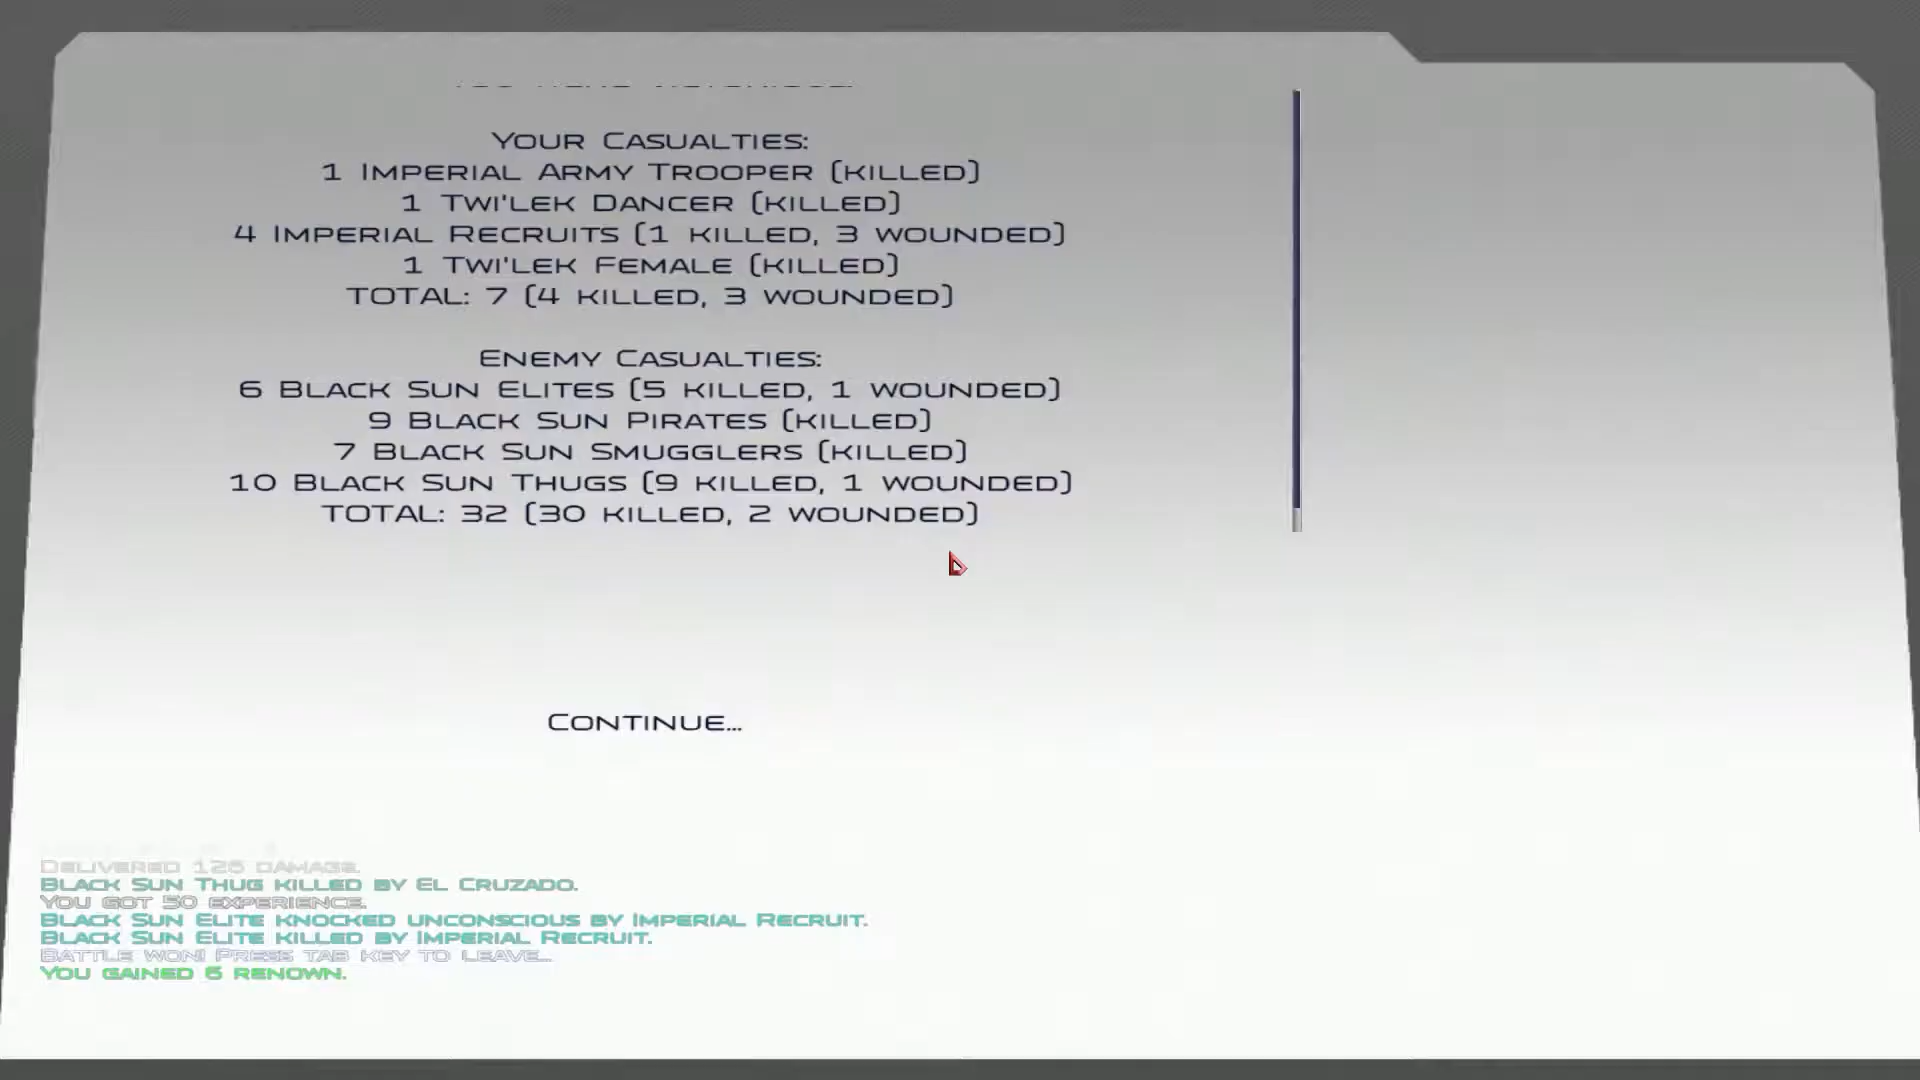 Your Casualties:
1 Imperial Army Trooper (killed)
1 Twi'lek Dancer (killed)
4 Imperial Recruits (1 killed, 3 wounded)
1 Twi'lek Female (killed)
TOTAL: 7 (4 killed, 3 wounded)
Enemy Casualties:
6 Black Sun Elites (5 killed, 1 wounded)
9 Black Sun Pirates (killed)
7 Black Sun Smugglers (killed)
10 Black Sun Thugs (9 killed, 1 wounded)
TOTAL: 32 (30 killed, 2 wounded)
Continue...
Delivered 125 damage.
Black Sun Thug killed by El Cruzado.
You got 50 experience.
Black Sun Elite knocked unconscious by Imperial Recruit.
Black Sun Elite killed by Imperial Recruit.
Battle won! Press tab key to leave...
You gained 6 renown.